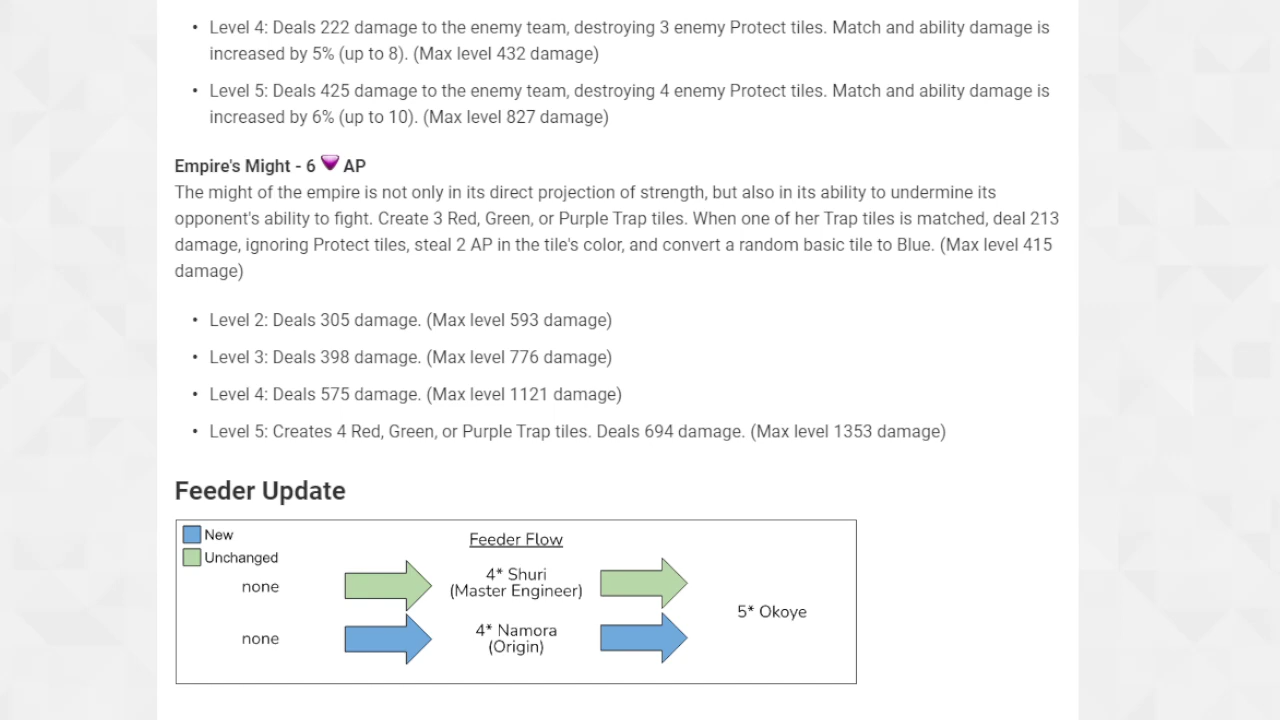 • Level 4: Deals 222 damage to the enemy team, destroying 3 enemy Protect tiles. Match and ability damage is
increased by 5% (up to 8). (Max level 432 damage)
• Level 5: Deals 425 damage to the enemy team, destroying 4 enemy Protect tiles. Match and ability damage is
increased by 6% (up to 10). (Max level 827 damage)
Empire's Might - 6 AP
The might of the empire is not only in its direct projection of strength, but also in its ability to undermine its
opponent's ability to fight. Create 3 Red, Green, or Purple Trap tiles. When one of her Trap tiles is matched, deal 213
damage, ignoring Protect tiles, steal 2 AP in the tile's color, and convert a random basic tile to Blue. (Max level 415
damage)
• Level 2: Deals 305 damage. (Max level 593 damage)
• Level 3: Deals 398 damage. (Max level 776 damage)
• Level 4: Deals 575 damage. (Max level 1121 damage)
• Level 5: Creates 4 Red, Green, or Purple Trap tiles. Deals 694 damage. (Max level 1353 damage)
Feeder Update
New
Unchanged
Feeder Flow
none
4* Shuri
(Master Engineer)
none
4* Namora
(Origin)
5* Okoye